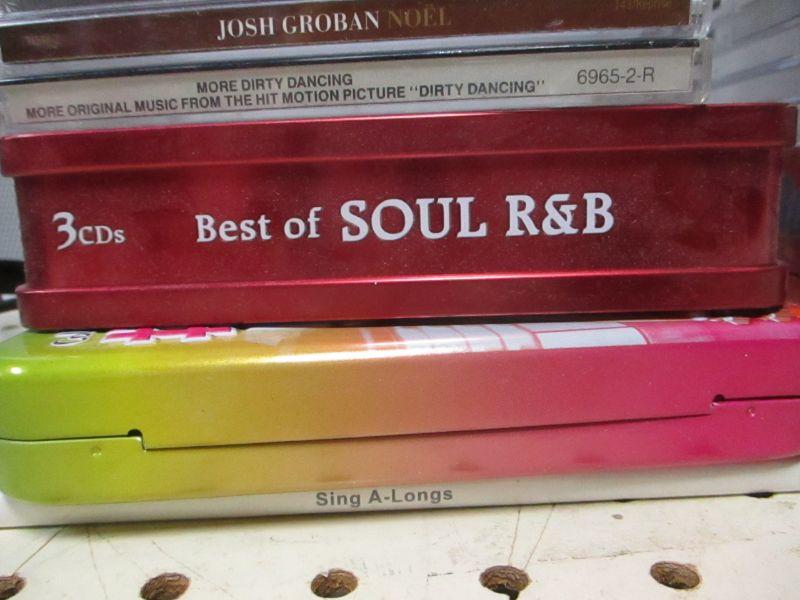 JOSH GROBAN NOËL
MORE DIRTY DANCING
MORE ORIGINAL MUSIC FROM THE HIT MOTION PICTURE "DIRTY DANCING"
6965-2-R
3CDs Best of SOUL R&B
Sing A-Longs